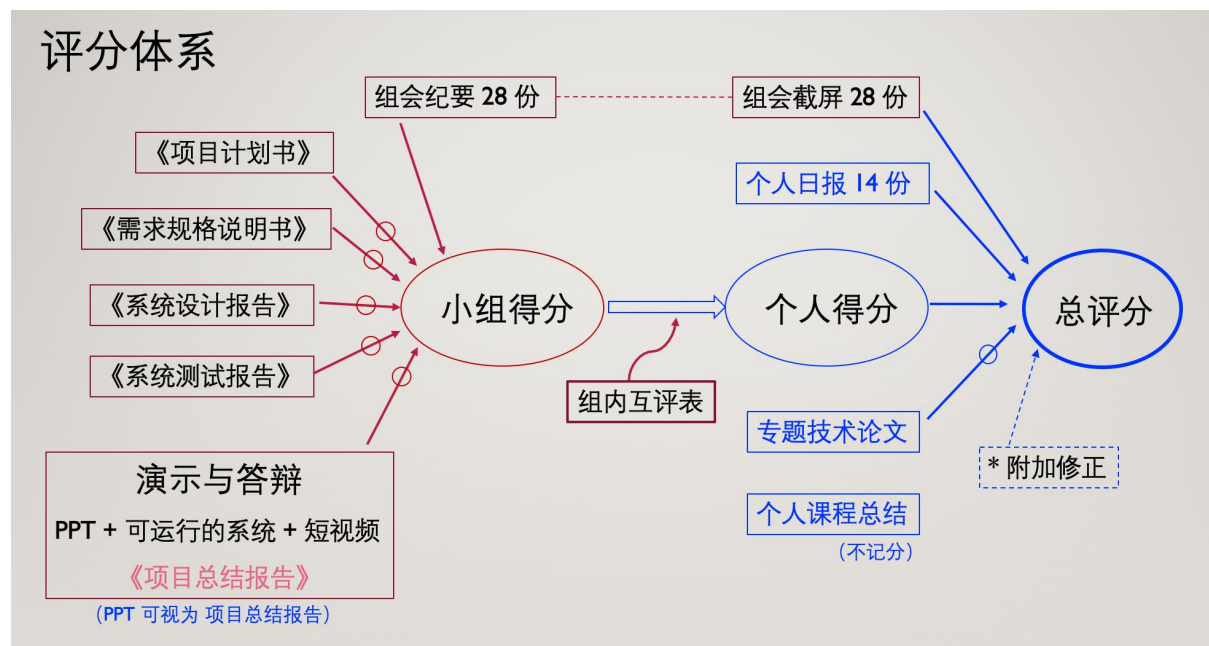 评分体系
组会纪要 28 份
组会截屏 28 份
《项目计划书》
个人日报 14 份
《需求规格说明书》
《系统设计报告》
小组得分
个人得分
总评分
《系统测试报告》
组内互评表
专题技术论文
* 附加修正
演示与答辩
PPT + 可运行的系统 + 短视频
《项目总结报告》
(PPT 可视为 项目总结报告)
个人课程总结
(不记分)